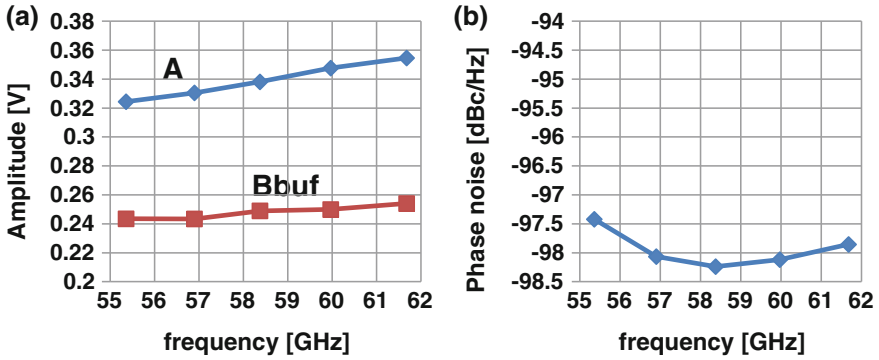 (a)
Amplitude [V]
0.38
0.36
0.34
0.32
0.3
0.28
0.26
0.24
0.22
0.2
A
Bbuf
55 56 57 58 59 60 61 62
frequency [GHz]
(b)
Phase noise [dBc/Hz]
-94
-94.5
-95
-95.5
-96
-96.5
-97
-97.5
-98
-98.5
55 56 57 58 59 60 61 62
frequency [GHz]